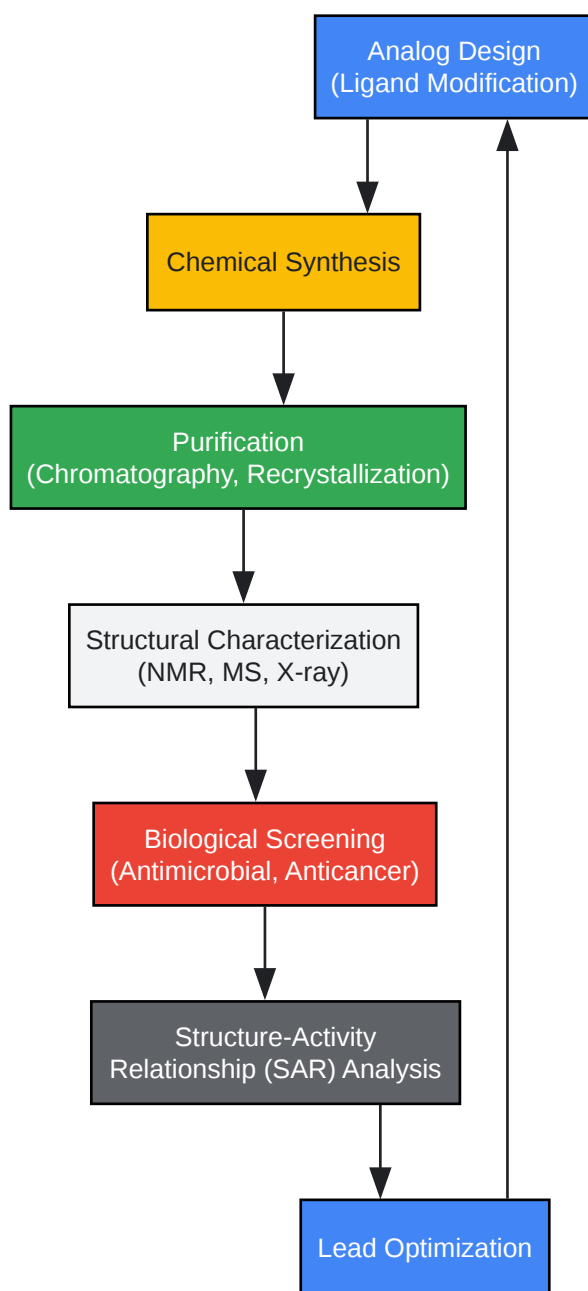 Analog Design
(Ligand Modification)
Chemical Synthesis
Purification
(Chromatography, Recrystallization)
Structural Characterization
(NMR, MS, X-ray)
Biological Screening
(Antimicrobial, Anticancer)
Structure-Activity
Relationship (SAR) Analysis
Lead Optimization